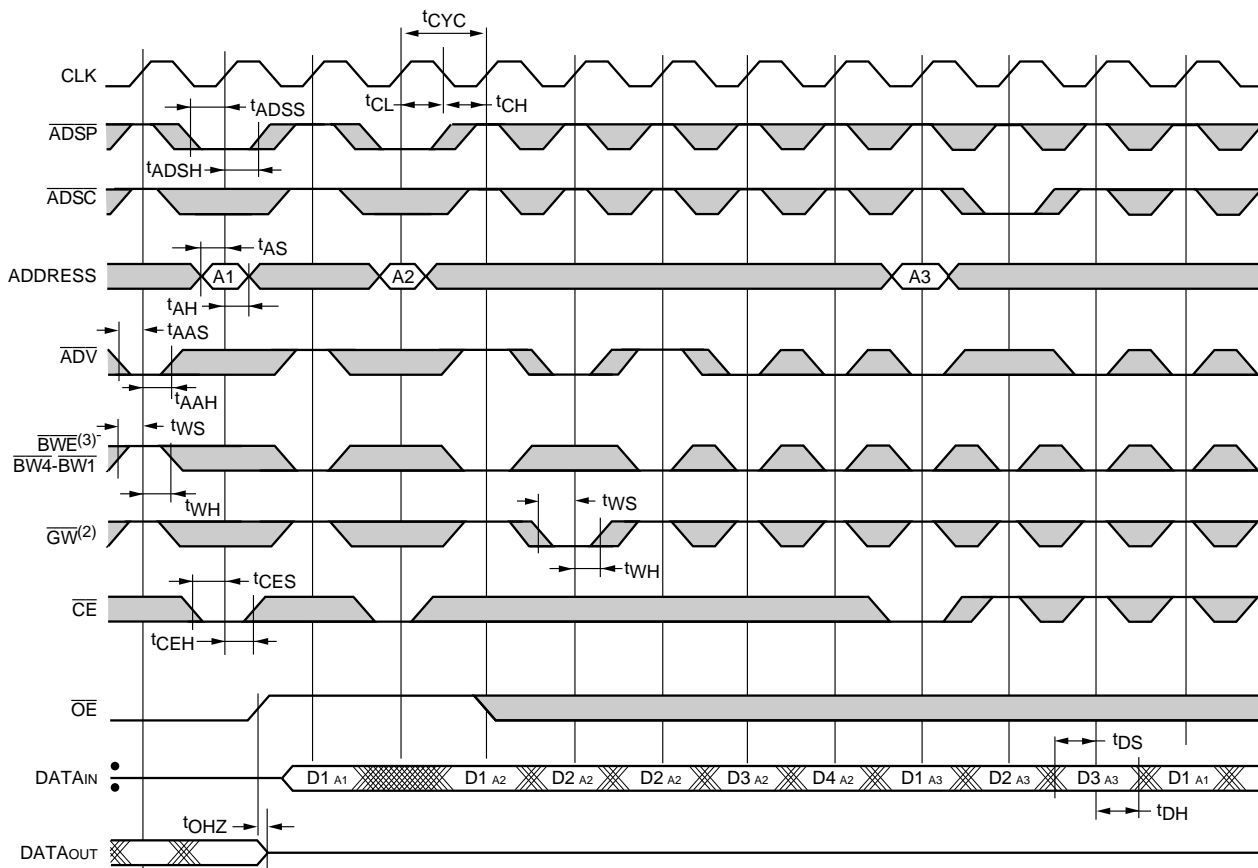 tCYC
CLK
tADSS
tCL
tCH
ADSP
tADSH
ADSC
tAS
ADDRESS A1 A2 A3
tAH
tAAS
ADV
tAAH
tWS
BWE(3)-
BW4-BW1
tWH
tWS
GW(2)
tWH
tCES
CE
tCEH
OE
tDS
DATAIN D1 A1 D1 A2 D2 A2 D2 A2 D3 A2 D4 A2 D1 A3 D2 A3 D3 A3 D1 A1
tDH
tOHZ
DATAOUT